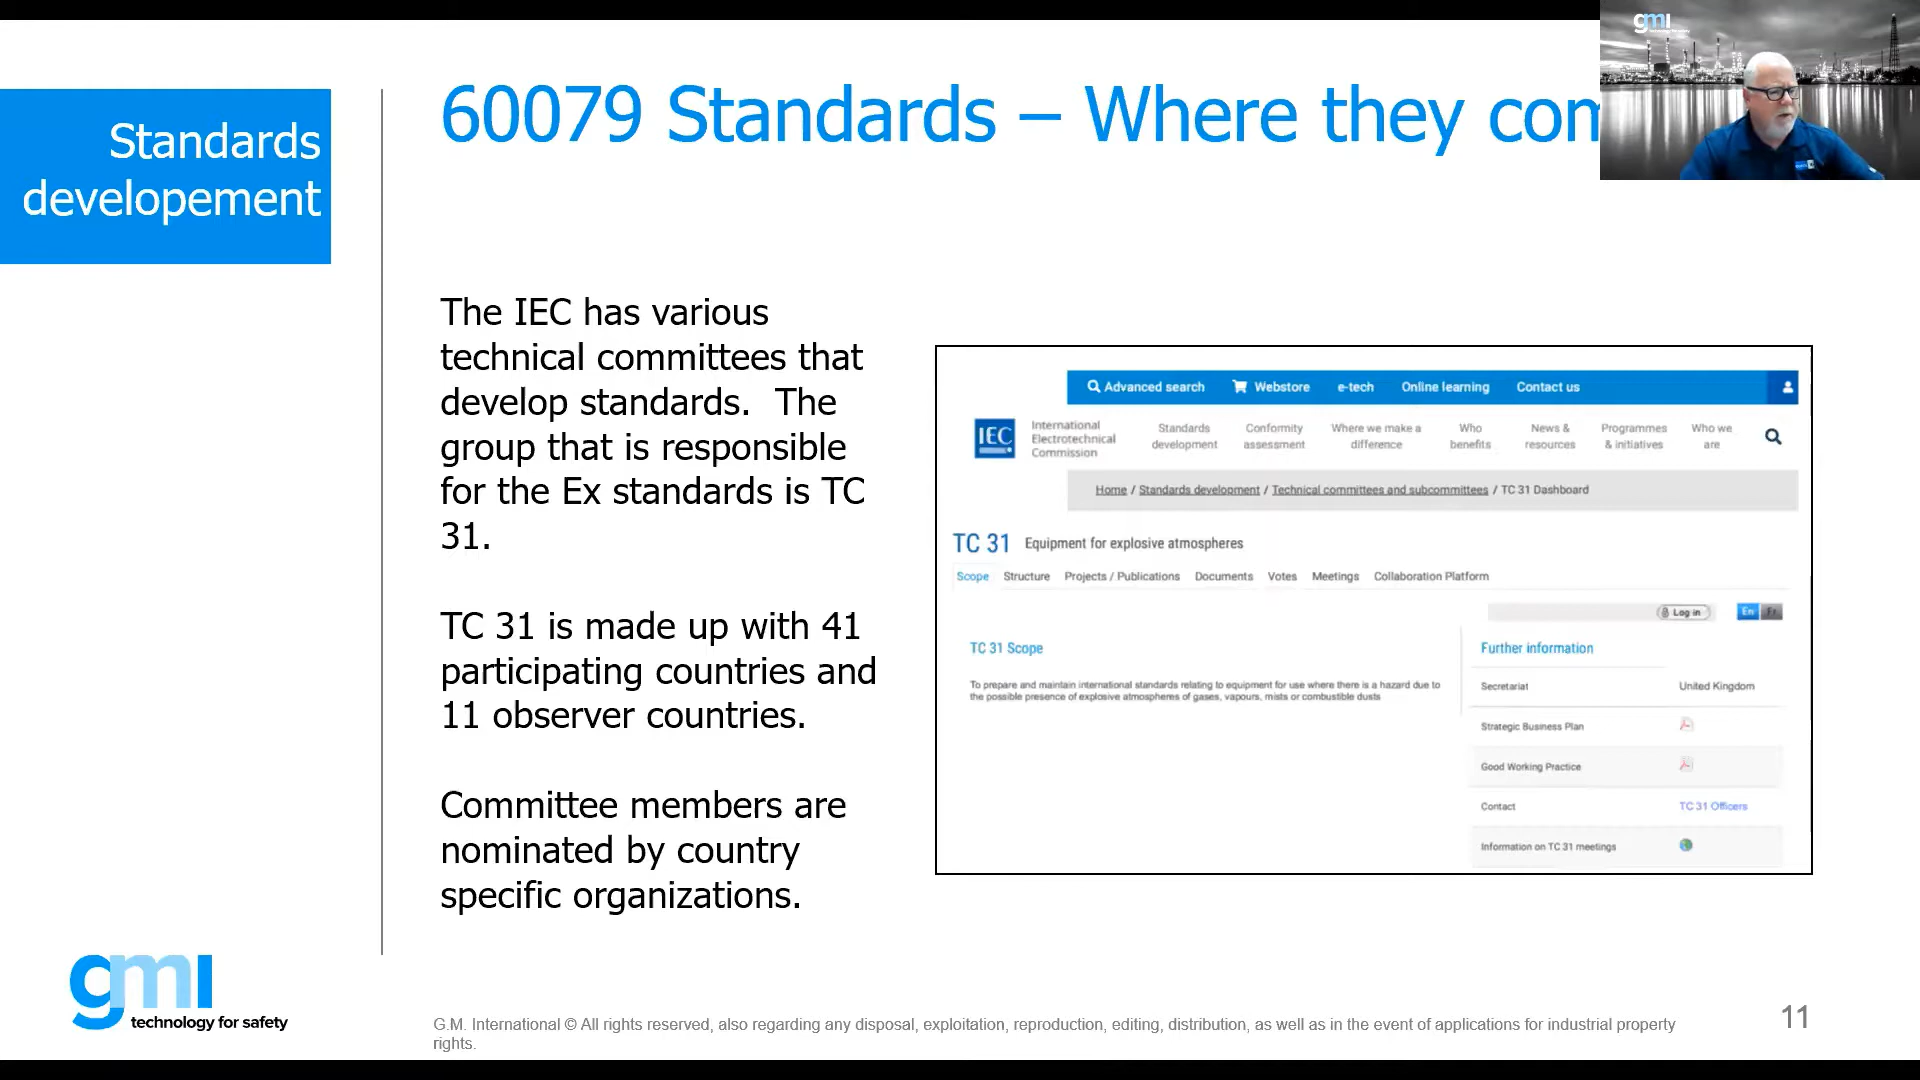 Standards
developement
60079 Standards – Where they com
gmi
The IEC has various
technical committees that
develop standards. The
group that is responsible
for the Ex standards is TC
31.
TC 31 is made up with 41
participating countries and
11 observer countries.
Committee members are
nominated by country
specific organizations.
Advanced search Webstore e-tech Online learning Contact us
IEC International Electrotechnical Commission
Standards development Conformity assessment Where we make a difference Who benefits News & resources Programmes & initiatives Who we are
Home / Standards development / Technical committees and subcommittees / TC 31 Dashboard
TC 31 Equipment for explosive atmospheres
Scope Structure Projects / Publications Documents Votes Meetings Collaboration Platform
Log in En Fr
TC 31 Scope
To prepare and maintain international standards relating to equipment for use where there is a hazard due to
the possible presence of explosive atmospheres of gases, vapours, mists or combustible dusts
Further information
Secretariat United Kingdom
Strategic Business Plan
Good Working Practice
Contact TC 31 Officers
Information on TC 31 meetings
gmi
technology for safety
G.M. International © All rights reserved, also regarding any disposal, exploitation, reproduction, editing, distribution, as well as in the event of applications for industrial property
rights.
11